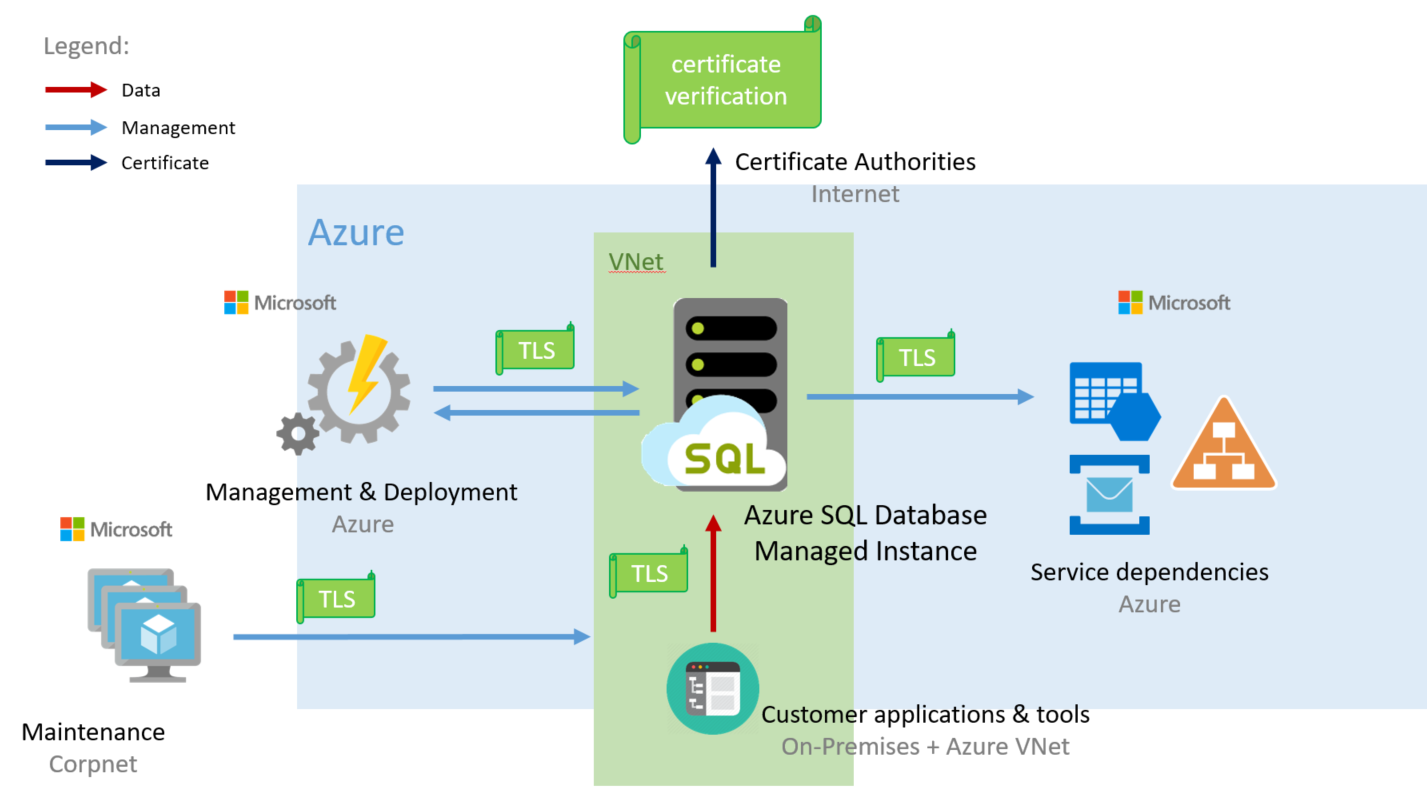 Legend:
Data
Management
Certificate
certificate
verification
Certificate Authorities
Internet
Azure
VNet
Microsoft
Microsoft
TLS
TLS
SQL
Management & Deployment
Azure
Azure SQL Database
Managed Instance
Microsoft
TLS
TLS
Service dependencies
Azure
Customer applications & tools
On-Premises + Azure VNet
Maintenance
Corpnet